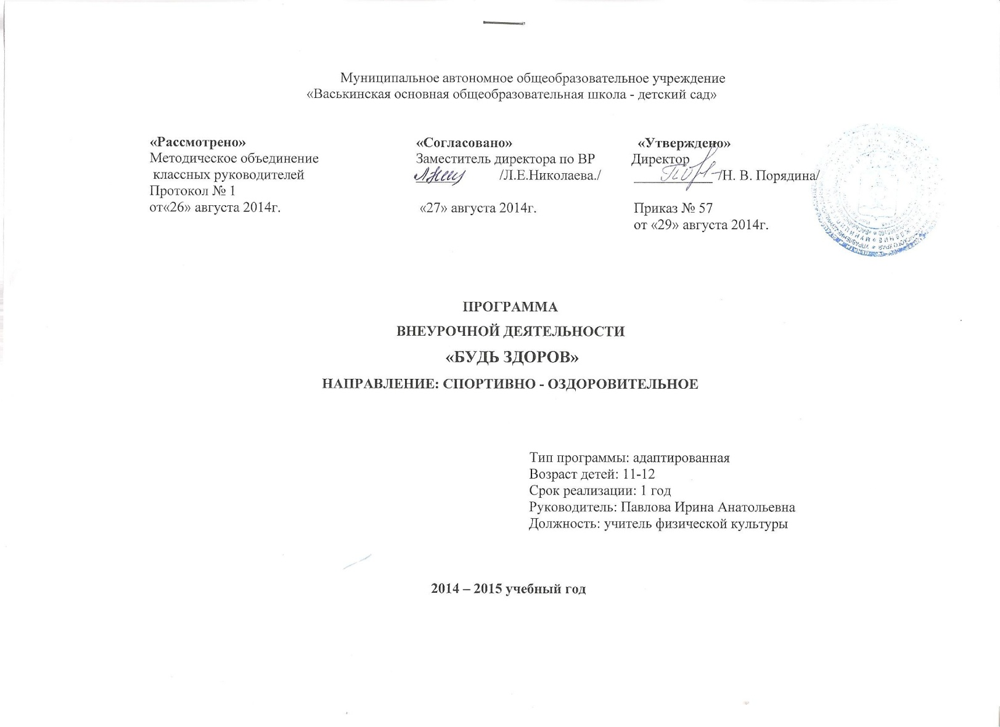 Муниципальное автономное общеобразовательное учреждение
«Васькинская основная общеобразовательная школа - детский сад»
«Рассмотрено»
Методическое объединение
классных руководителей
Протокол № 1
от«26» августа 2014г.
«Согласовано»
Заместитель директора по ВР
/Л.Е.Николаева./
«27» августа 2014г.
«Утверждено»
Директор
/Н. В. Порядина/
Приказ № 57
от «29» августа 2014г.
ПРОГРАММА
ВНЕУРОЧНОЙ ДЕЯТЕЛЬНОСТИ
«БУДЬ ЗДОРОВ»
НАПРАВЛЕНИЕ: СПОРТИВНО - ОЗДОРОВИТЕЛЬНОЕ
Тип программы: адаптированная
Возраст детей: 11-12
Срок реализации: 1 год
Руководитель: Павлова Ирина Анатольевна
Должность: учитель физической культуры
2014 – 2015 учебный год